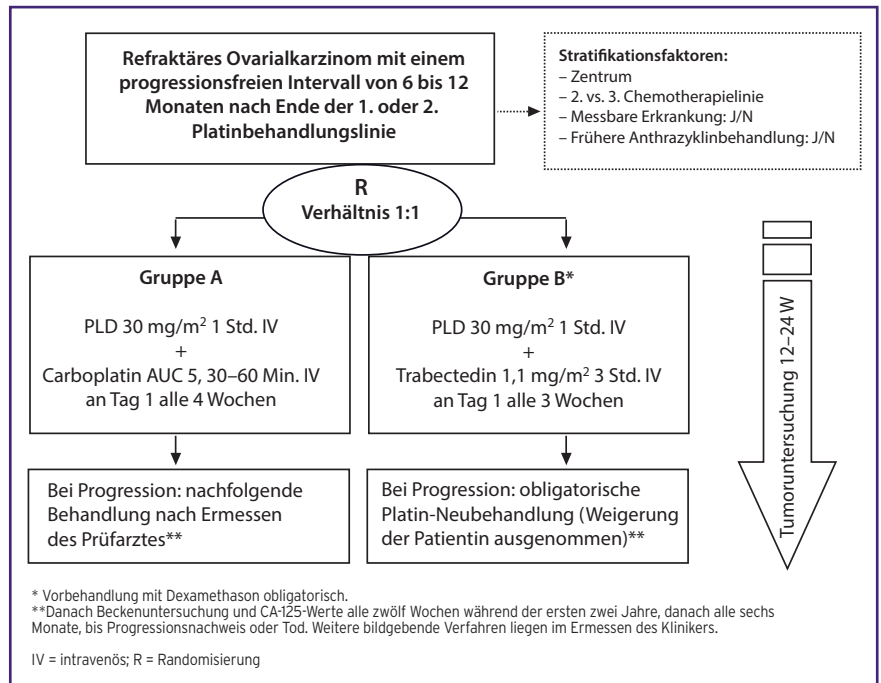 Refraktäres Ovarialkarzinom mit einem
progressionsfreien Intervall von 6 bis 12
Monaten nach Ende der 1. oder 2.
Platinbehandlungslinie
Stratifikationsfaktoren:
– Zentrum
– 2. vs. 3. Chemotherapielinie
– Messbare Erkrankung: J/N
– Frühere Anthrazyklinbehandlung: J/N
R
Verhältnis 1:1
Gruppe A
PLD 30 mg/m² 1 Std. IV
+
Carboplatin AUC 5, 30–60 Min. IV
an Tag 1 alle 4 Wochen
Gruppe B*
PLD 30 mg/m² 1 Std. IV
+
Trabectedin 1,1 mg/m² 3 Std. IV
an Tag 1 alle 3 Wochen
Tumoruntersuchung 12–24 W
Bei Progression: nachfolgende
Behandlung nach Ermessen
des Prüfarztes**
Bei Progression: obligatorische
Platin-Neubehandlung (Weigerung
der Patientin ausgenommen)**
* Vorbehandlung mit Dexamethason obligatorisch.
**Danach Beckenuntersuchung und CA-125-Werte alle zwölf Wochen während der ersten zwei Jahre, danach alle sechs
Monate, bis Progressionsnachweis oder Tod. Weitere bildgebende Verfahren liegen im Ermessen des Klinikers.
IV = intravenös; R = Randomisierung